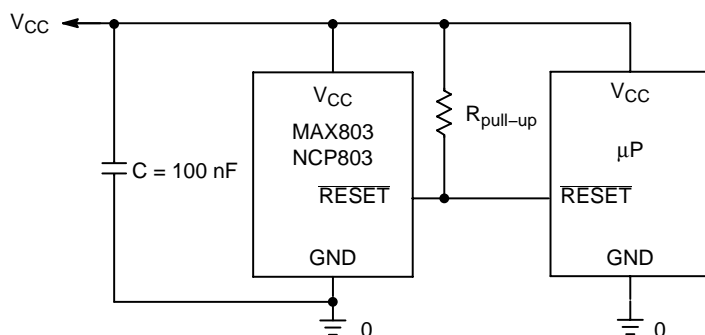 VCC
VCC
MAX803
NCP803
RESET
GND
C = 100 nF
Rpull−up
VCC
μP
RESET
GND
0
0